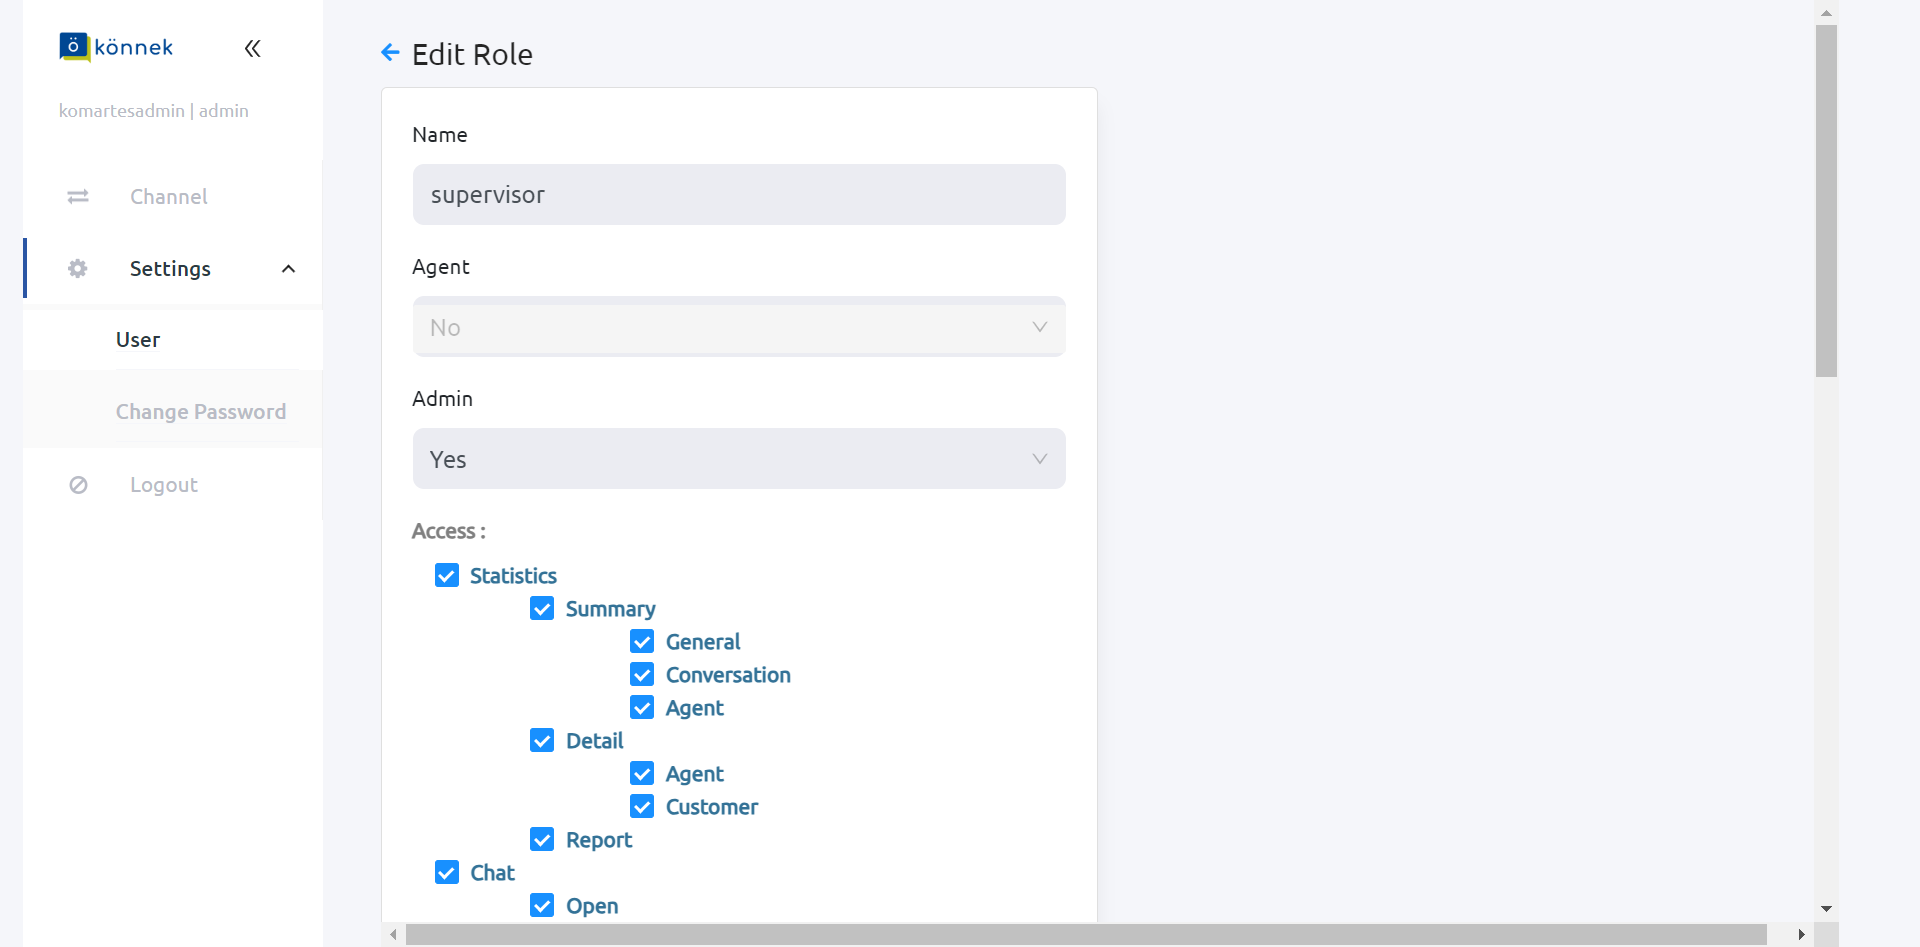 könnek
komartesadmin | admin
Channel
Settings
User
Change Password
Logout
Edit Role
Name
supervisor
Agent
No
Admin
Yes
Access :
Statistics
Summary
General
Conversation
Agent
Detail
Agent
Customer
Report
Chat
Open